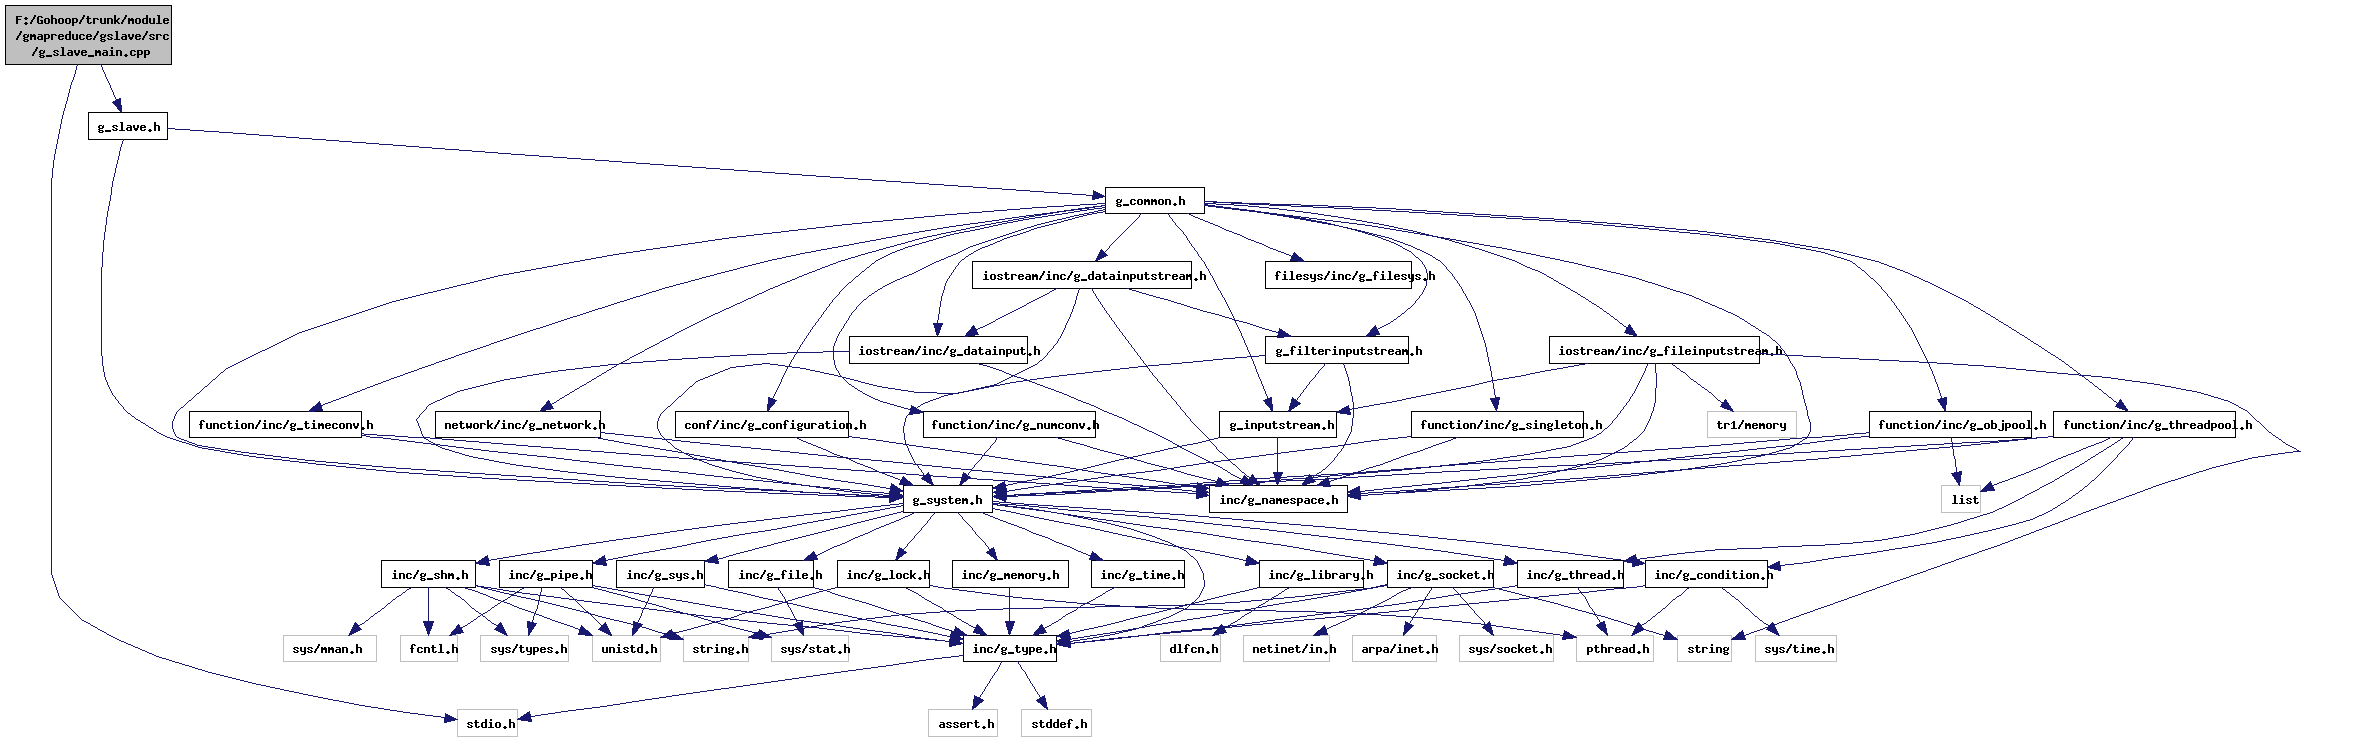 F:/Gohoop/trunk/module
/gmapreduce/gslave/src
/g_slave_main.cpp
g_slave.h
g_common.h
iostream/inc/g_datainputstream.h
filesys/inc/g_filesys.h
iostream/inc/g_datainput.h
g_filterinputstream.h
iostream/inc/g_fileinputstream.h
function/inc/g_timeconv.h
network/inc/g_network.h
conf/inc/g_configuration.h
function/inc/g_numconv.h
g_inputstream.h
function/inc/g_singleton.h
tr1/memory
function/inc/g_objpool.h
function/inc/g_threadpool.h
g_system.h
inc/g_namespace.h
list
inc/g_shm.h
inc/g_pipe.h
inc/g_sys.h
inc/g_file.h
inc/g_lock.h
inc/g_memory.h
inc/g_time.h
inc/g_library.h
inc/g_socket.h
inc/g_thread.h
inc/g_condition.h
sys/mman.h
fcntl.h
sys/types.h
unistd.h
string.h
sys/stat.h
inc/g_type.h
dlfcn.h
netinet/in.h
arpa/inet.h
sys/socket.h
pthread.h
string
sys/time.h
stdio.h
assert.h
stddef.h